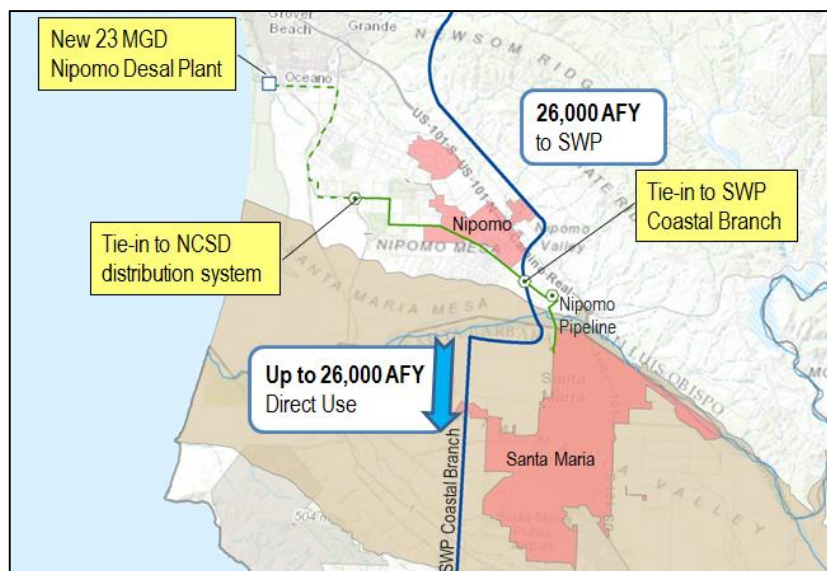 Grover
Beach
Grande
New 23 MGD
Nipomo Desal Plant
Oceano
NEWSOM RIDGE
26,000 AFY
to SWP
US-101-S
US-101-N
Tie-in to SWP
Coastal Branch
Nipomo
Nipomo
Valley
Tie-in to NCSD
distribution system
NIPOMO MESA
SANTA MARIA MESA
Nipomo
Pipeline
Up to 26,000 AFY
Direct Use
LUIS OBISPO
Santa
Maria
Santa Maria
VALLEY
SWP Coastal Branch
504 m